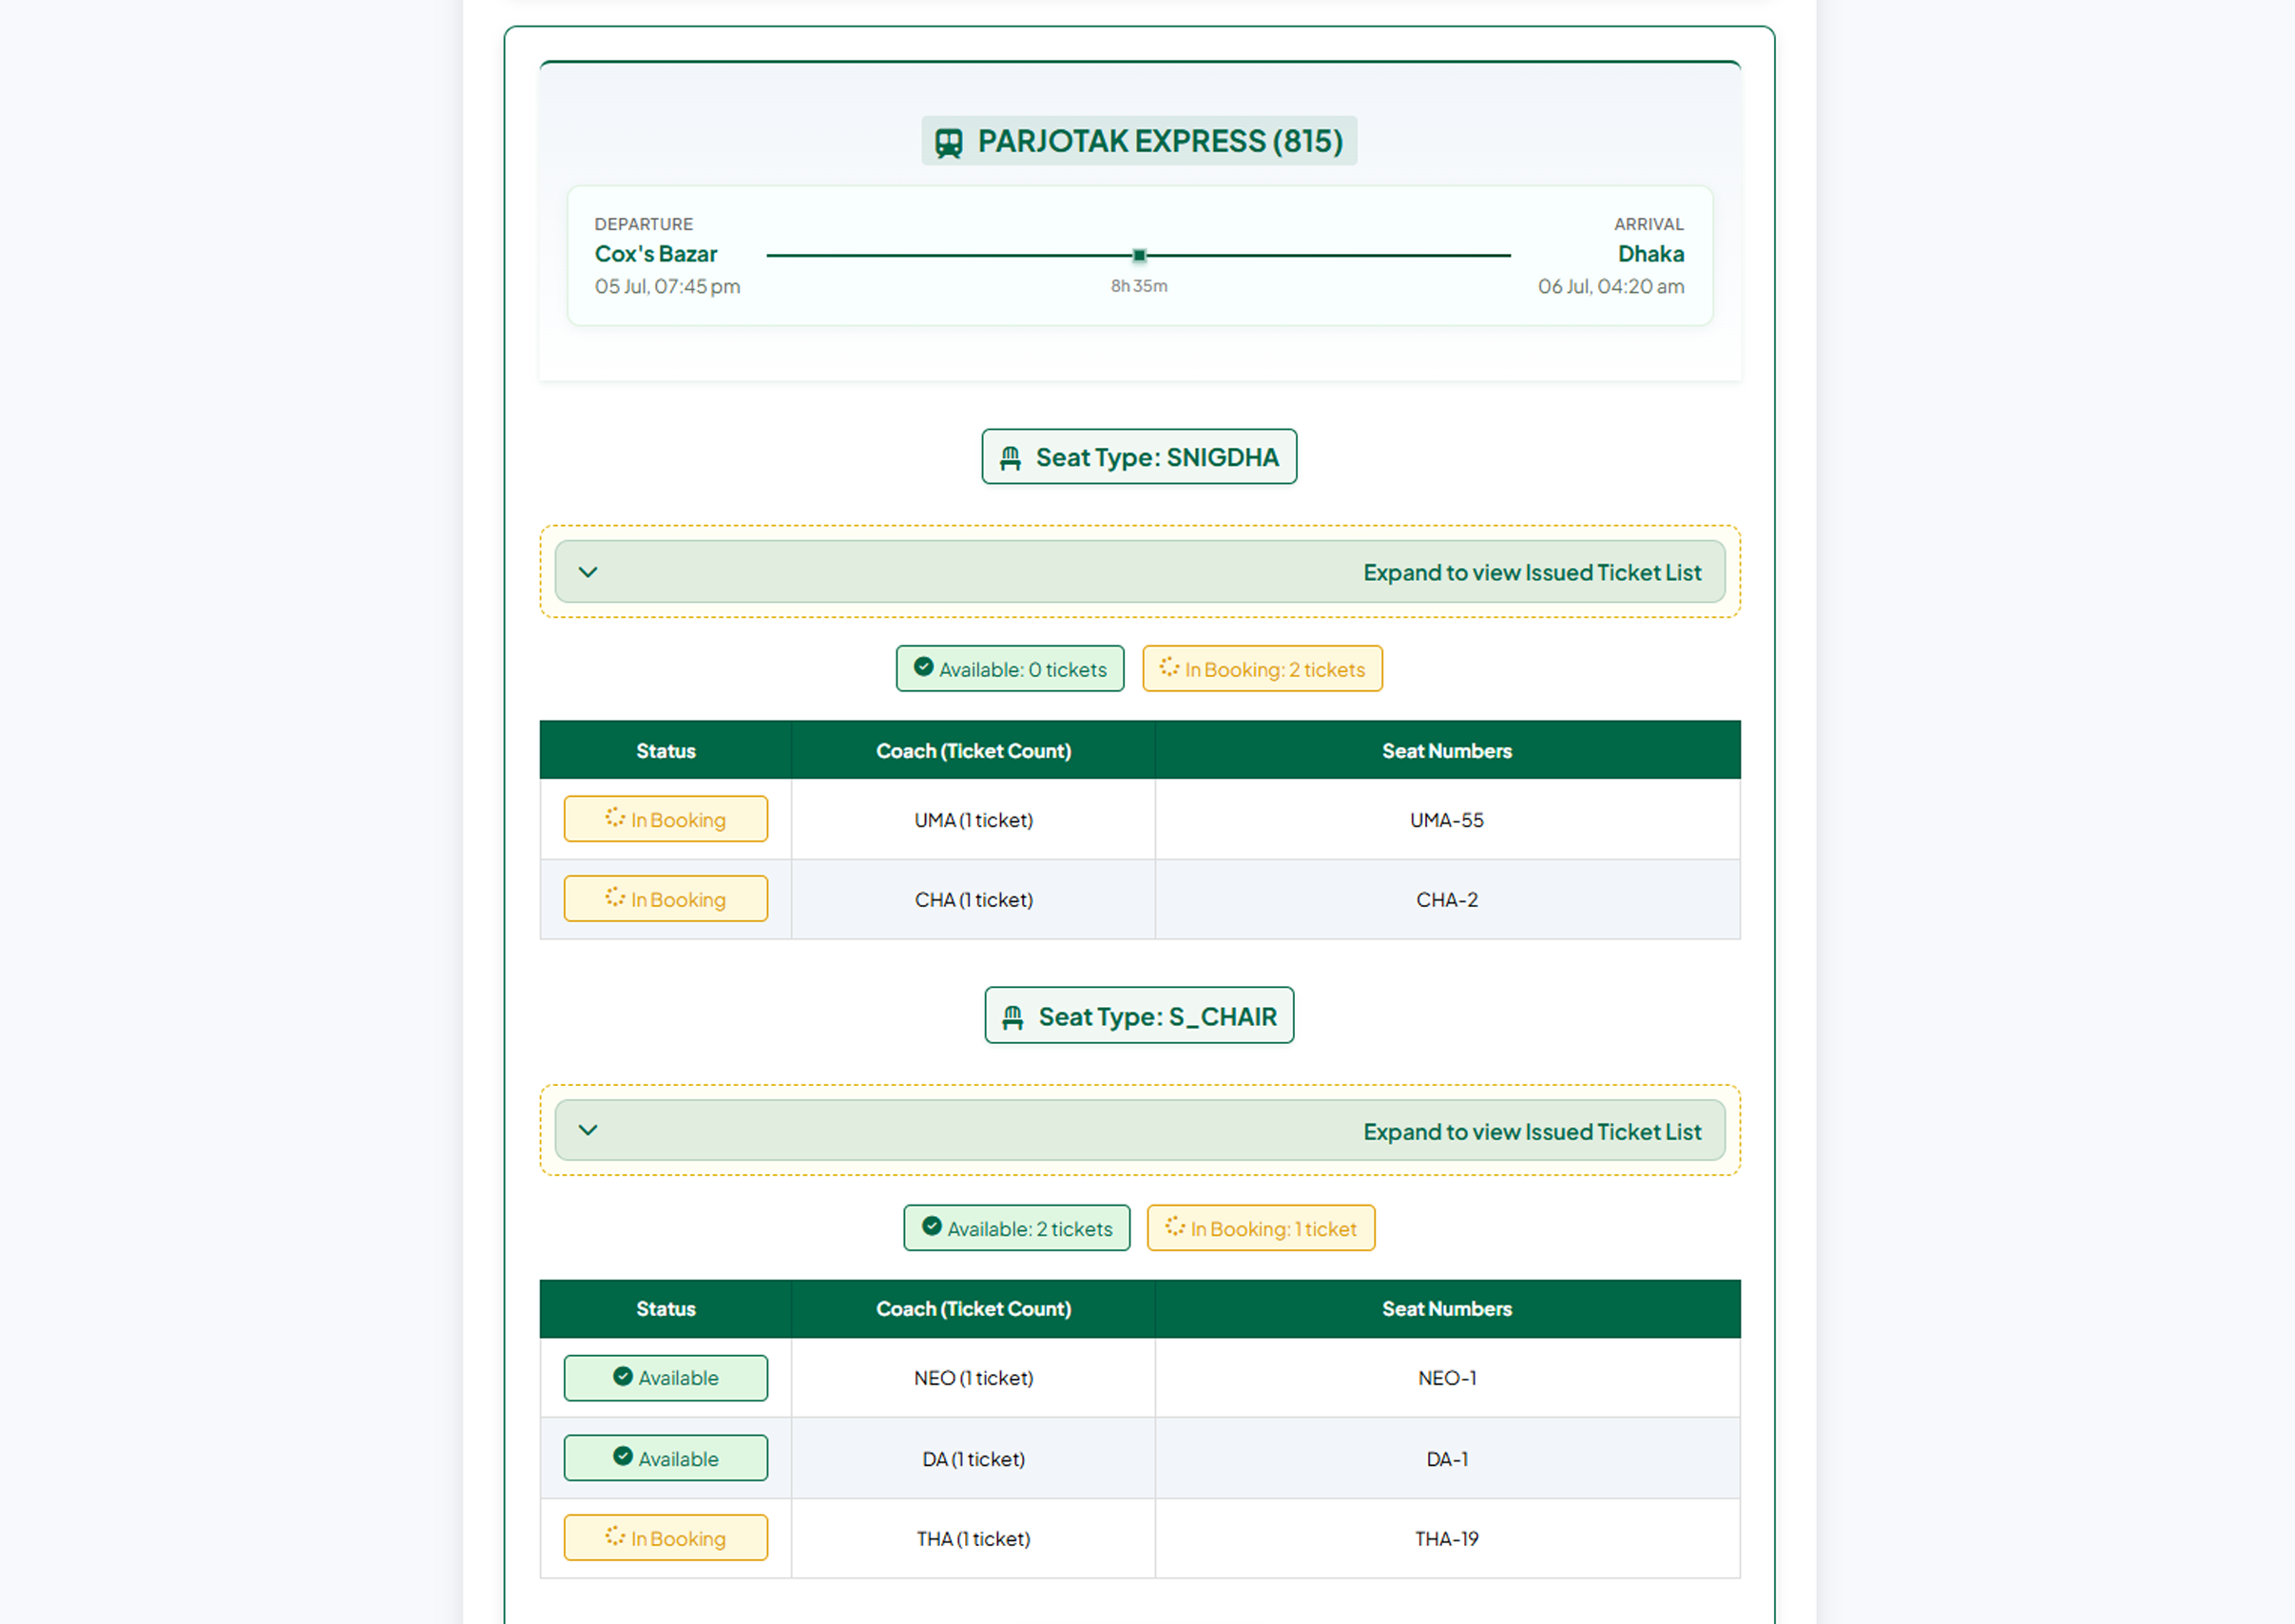 PARJOTAK EXPRESS (815)
DEPARTURE
Cox's Bazar
05 Jul, 07:45 pm
8h 35m
ARRIVAL
Dhaka
06 Jul, 04:20 am
Seat Type: SNIGDHA
Expand to view Issued Ticket List
Available: 0 tickets
In Booking: 2 tickets
Status Coach (Ticket Count) Seat Numbers
In Booking UMA (1 ticket) UMA-55
In Booking CHA (1 ticket) CHA-2
Seat Type: S_CHAIR
Expand to view Issued Ticket List
Available: 2 tickets
In Booking: 1 ticket
Status Coach (Ticket Count) Seat Numbers
Available NEO (1 ticket) NEO-1
Available DA (1 ticket) DA-1
In Booking THA (1 ticket) THA-19